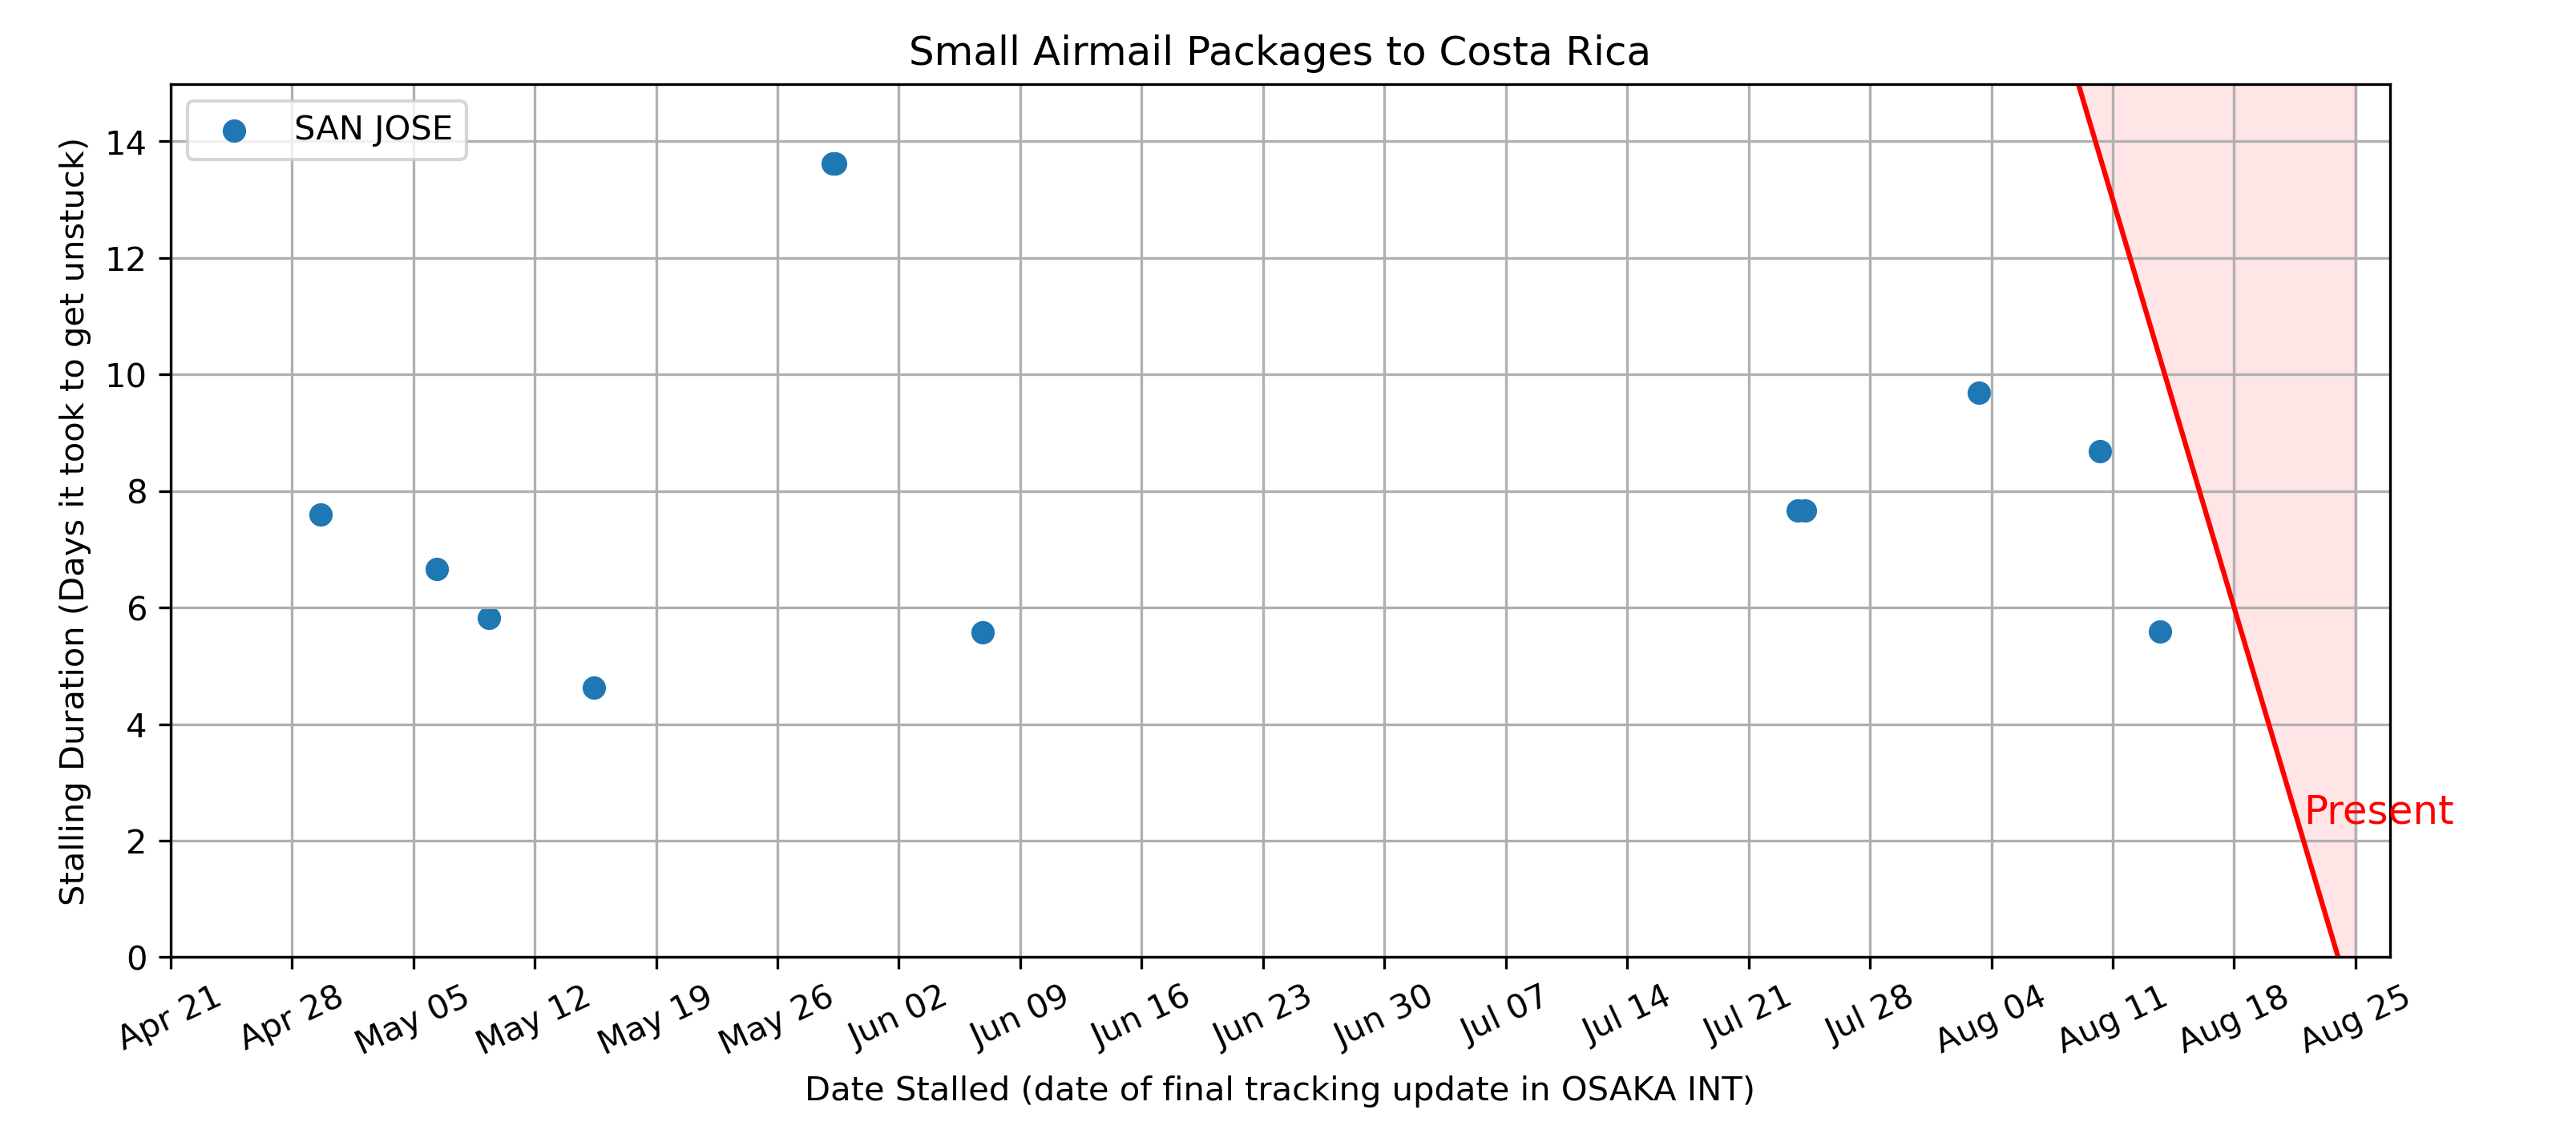 Small Airmail Packages to Costa Rica
SAN JOSE
Stalling Duration (Days it took to get unstuck)
14
12
10
8
6
4
2
0
Present
Apr 21
Apr 28
May 05
May 12
May 19
May 26
Jun 02
Jun 09
Jun 16
Jun 23
Jun 30
Jul 07
Jul 14
Jul 21
Jul 28
Aug 04
Aug 11
Aug 18
Aug 25
Date Stalled (date of final tracking update in OSAKA INT)